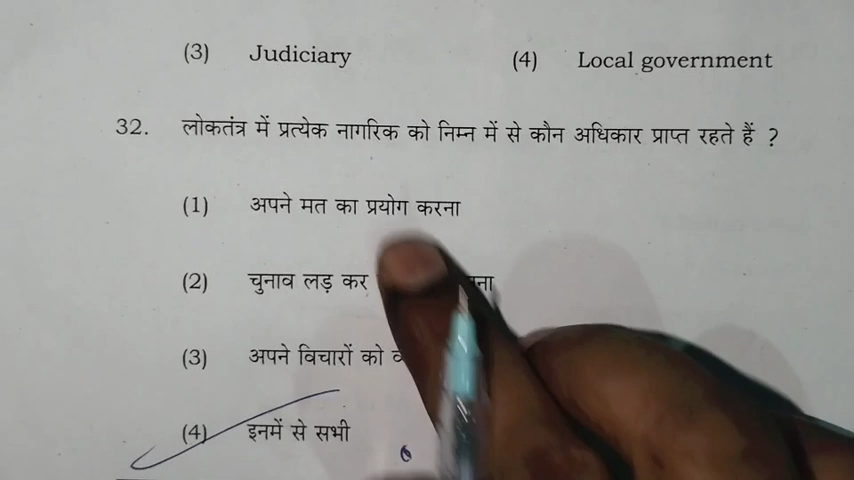 (3) Judiciary (4) Local government
32. लोकतंत्र में प्रत्येक नागरिक को निम्न में से कौन अधिकार प्राप्त रहते हैं ?
(1) अपने मत का प्रयोग करना
(2) चुनाव लड़ कर
(3) अपने विचारों को
(4) इनमें से सभी